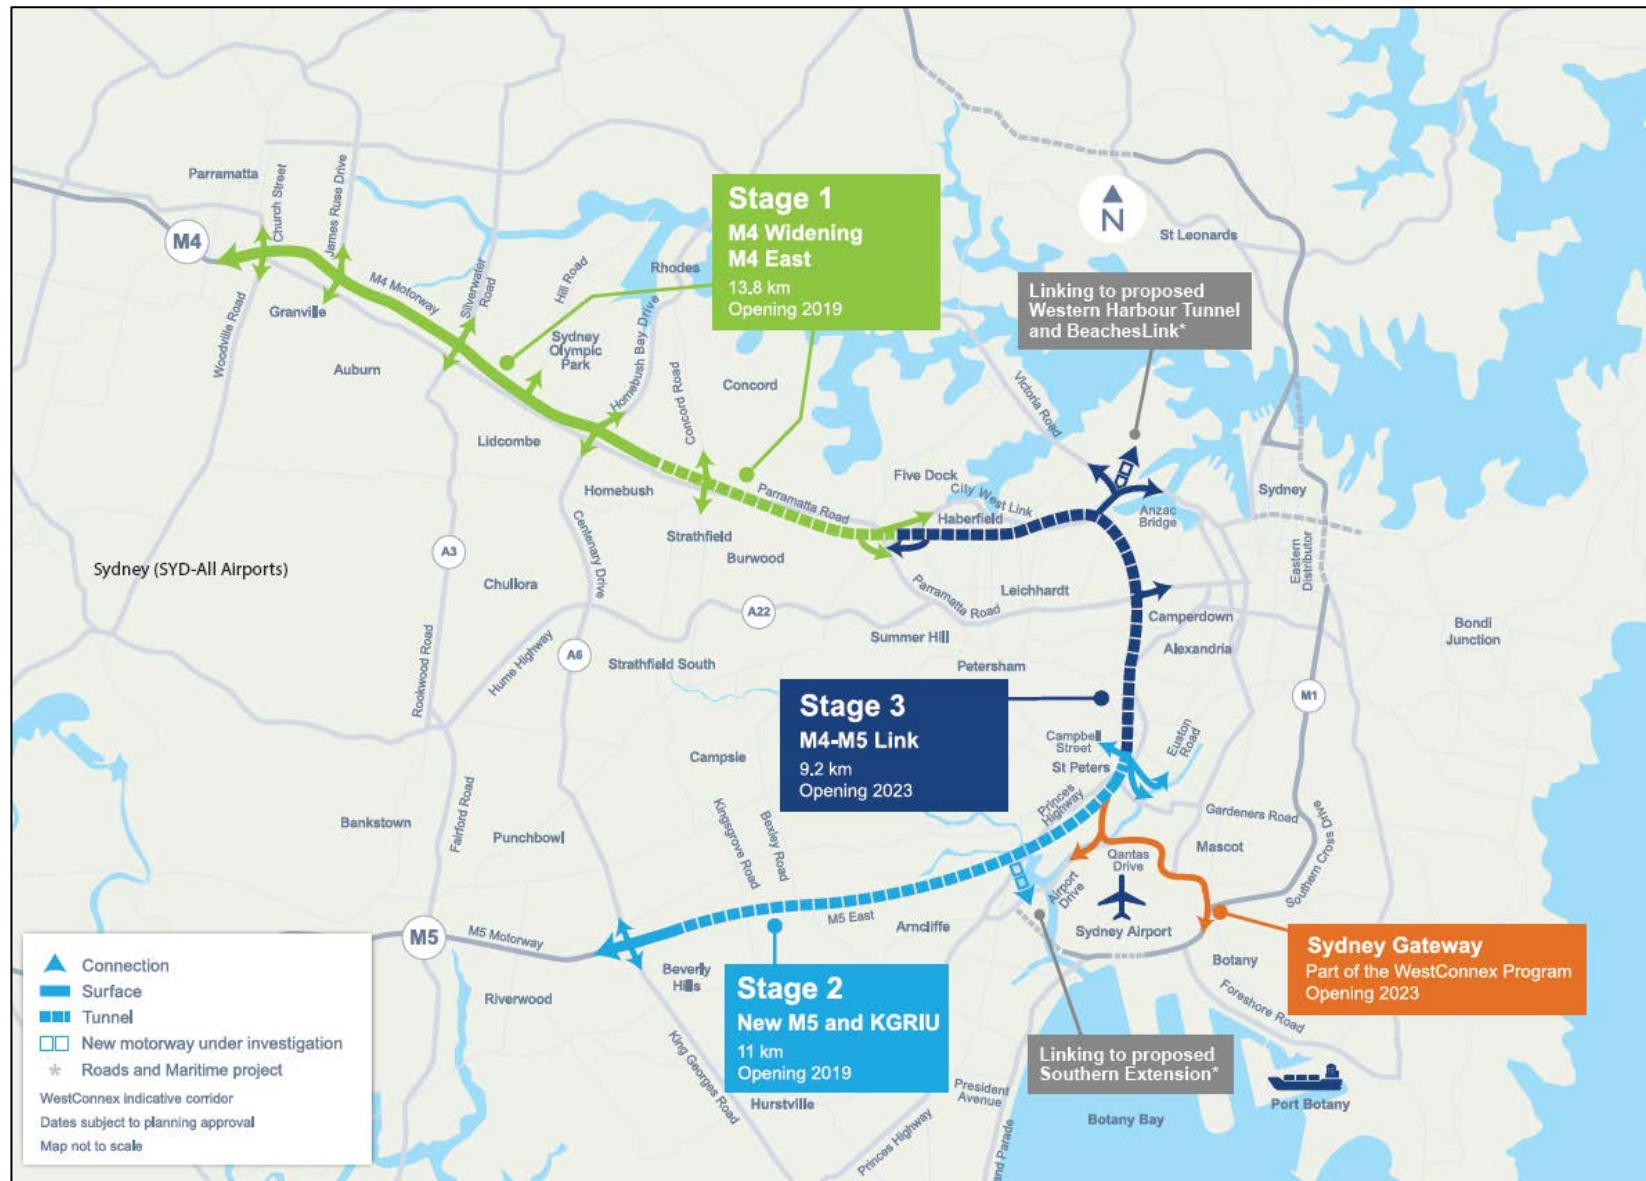 Parramatta
Church Street
James Ruse Drive
M4
Woodville Road
Granville
M4 Motorway
Silverwater
Road
Hill Road
Rhodes
Sydney
Olympic
Park
Homebush Bay Drive
Auburn
Lidcombe
Concord Road
Concord
Stage 1
M4 Widening
M4 East
13.8 km
Opening 2019
N
St Leonards
Linking to proposed
Western Harbour Tunnel
and BeachesLink*
Victoria Road
Homebush
Parramatta Road
Five Dock
City West Link
Haberfield
Anzac
Bridge
Sydney
Strathfield
Burwood
Centenary Drive
A3
Sydney (SYD-All Airports)
Chullora
A22
Parramatta Road
Leichhardt
Eastern
Distributor
Camperdown
Bondi
Junction
Summer Hill
Alexandria
Rookwood Road
Hume Highway
A6
Strathfield South
Petersham
M1
Stage 3
M4-M5 Link
9.2 km
Opening 2023
Campbell
Street
Euston
Road
St Peters
Campsie
Princes
Highway
Gardeners Road
Southern Cross Drive
Bankstown
Fairford Road
Punchbowl
Kingsgrove Road
Bexley Road
Mascot
Qantas
Drive
Airport
Drive
M5 East
Arncliffe
Sydney Airport
M5
M5 Motorway
Beverly
Hills
Riverwood
Botany
Foreshore Road
Sydney Gateway
Part of the WestConnex Program
Opening 2023
Stage 2
New M5 and KGRIU
11 km
Opening 2019
Linking to proposed
Southern Extension*
King Georges Road
Hurstville
President
Avenue
Princes Highway
and Parade
Botany Bay
Port Botany
Connection
Surface
Tunnel
New motorway under investigation
* Roads and Maritime project
WestConnex indicative corridor
Dates subject to planning approval
Map not to scale